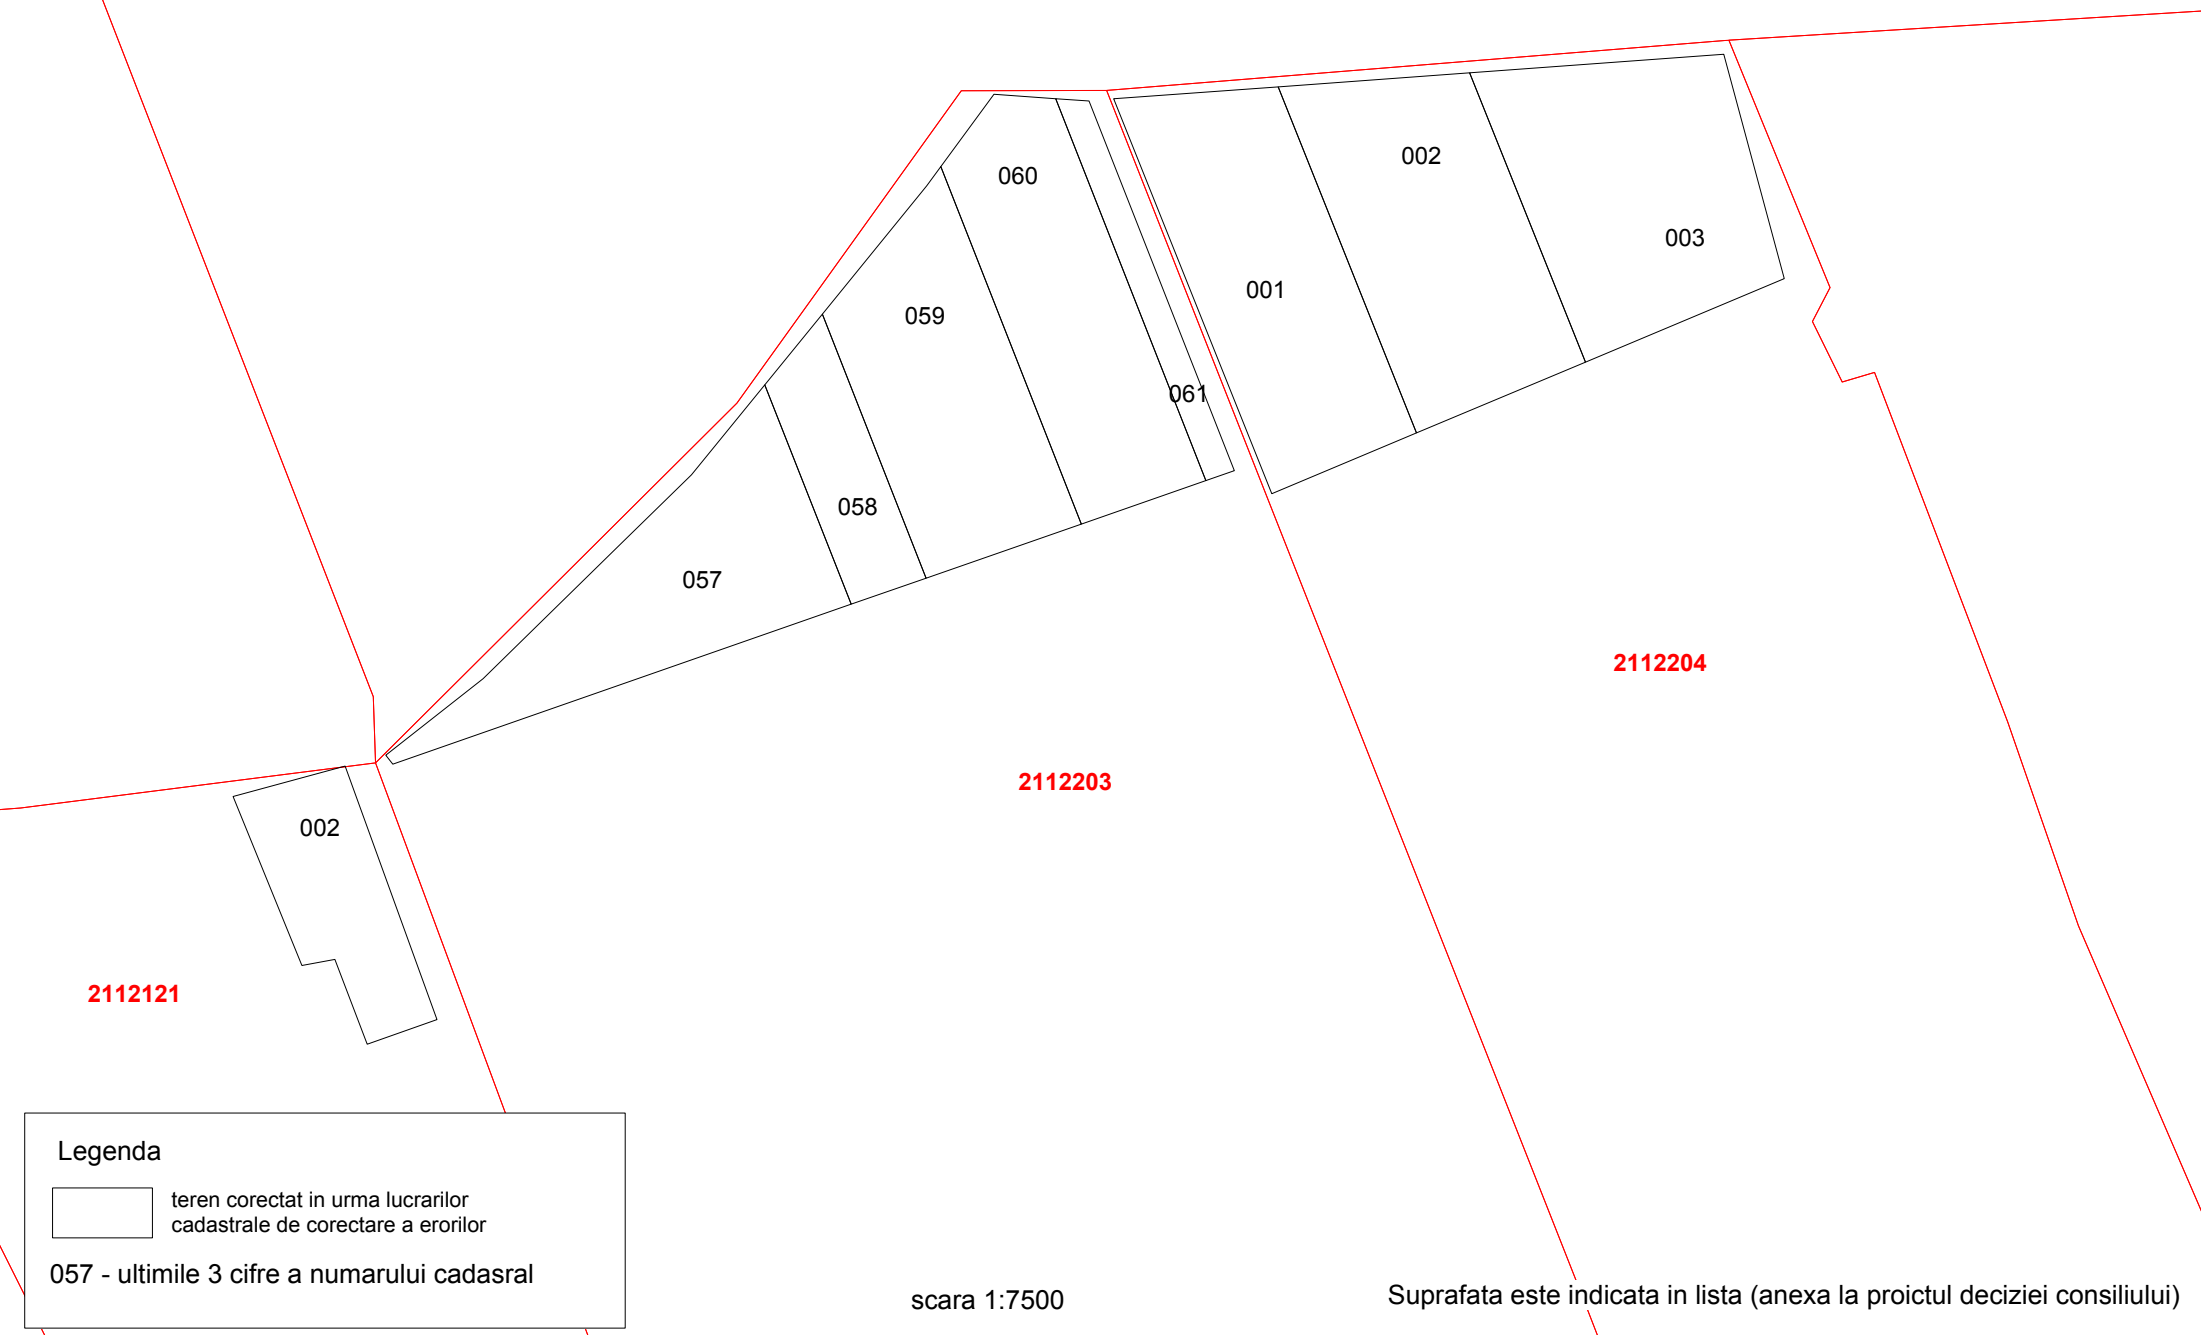 002
060
003
001
059
061
058
057
2112204
2112203
002
2112121
Legenda
teren corectat in urma lucrarilor
cadastrale de corectare a erorilor
057 - ultimile 3 cifre a numarului cadasral
scara 1:7500
Suprafata este indicata in lista (anexa la proictul deciziei consiliului)